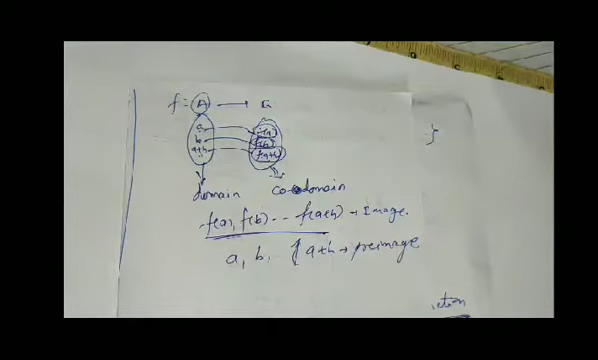 f = A → B
a f(a)
b f(b)
a+h f(a+h)
domain co-domain
f(a), f(b) -- f(a+h) → Image.
a, b, a+h → preimage